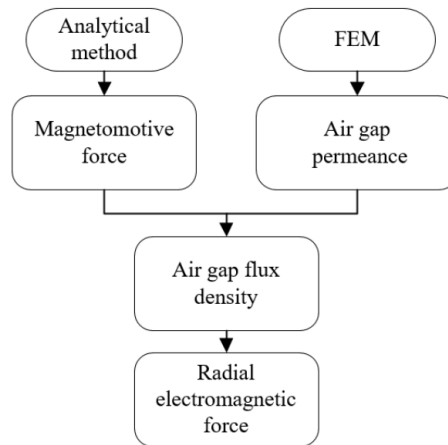 Analytical
method
FEM
Magnetomotive
force
Air gap
permeance
Air gap flux
density
Radial
electromagnetic
force